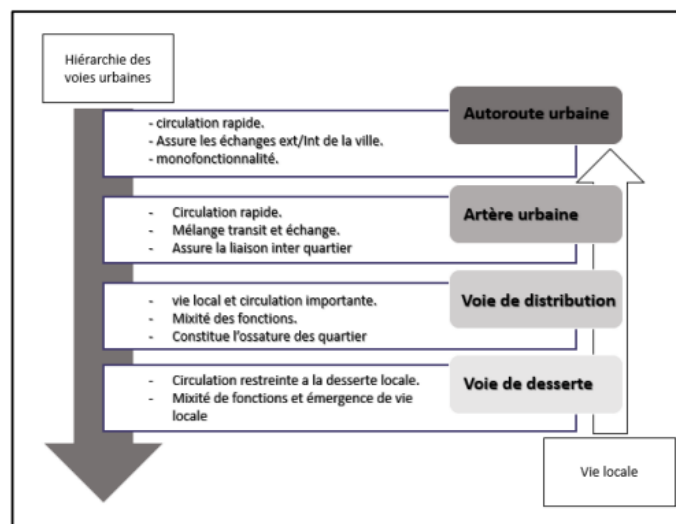 Hiérarchie des
voies urbaines
Autoroute urbaine
- circulation rapide.
- Assure les échanges ext/Int de la ville.
- monofonctionnalité.
Artère urbaine
- Circulation rapide.
- Mélange transit et échange.
- Assure la liaison inter quartier
Voie de distribution
- vie local et circulation importante.
- Mixité des fonctions.
- Constitue l'ossature des quartier
Voie de desserte
- Circulation restreinte a la desserte locale.
- Mixité de fonctions et émergence de vie
locale
Vie locale